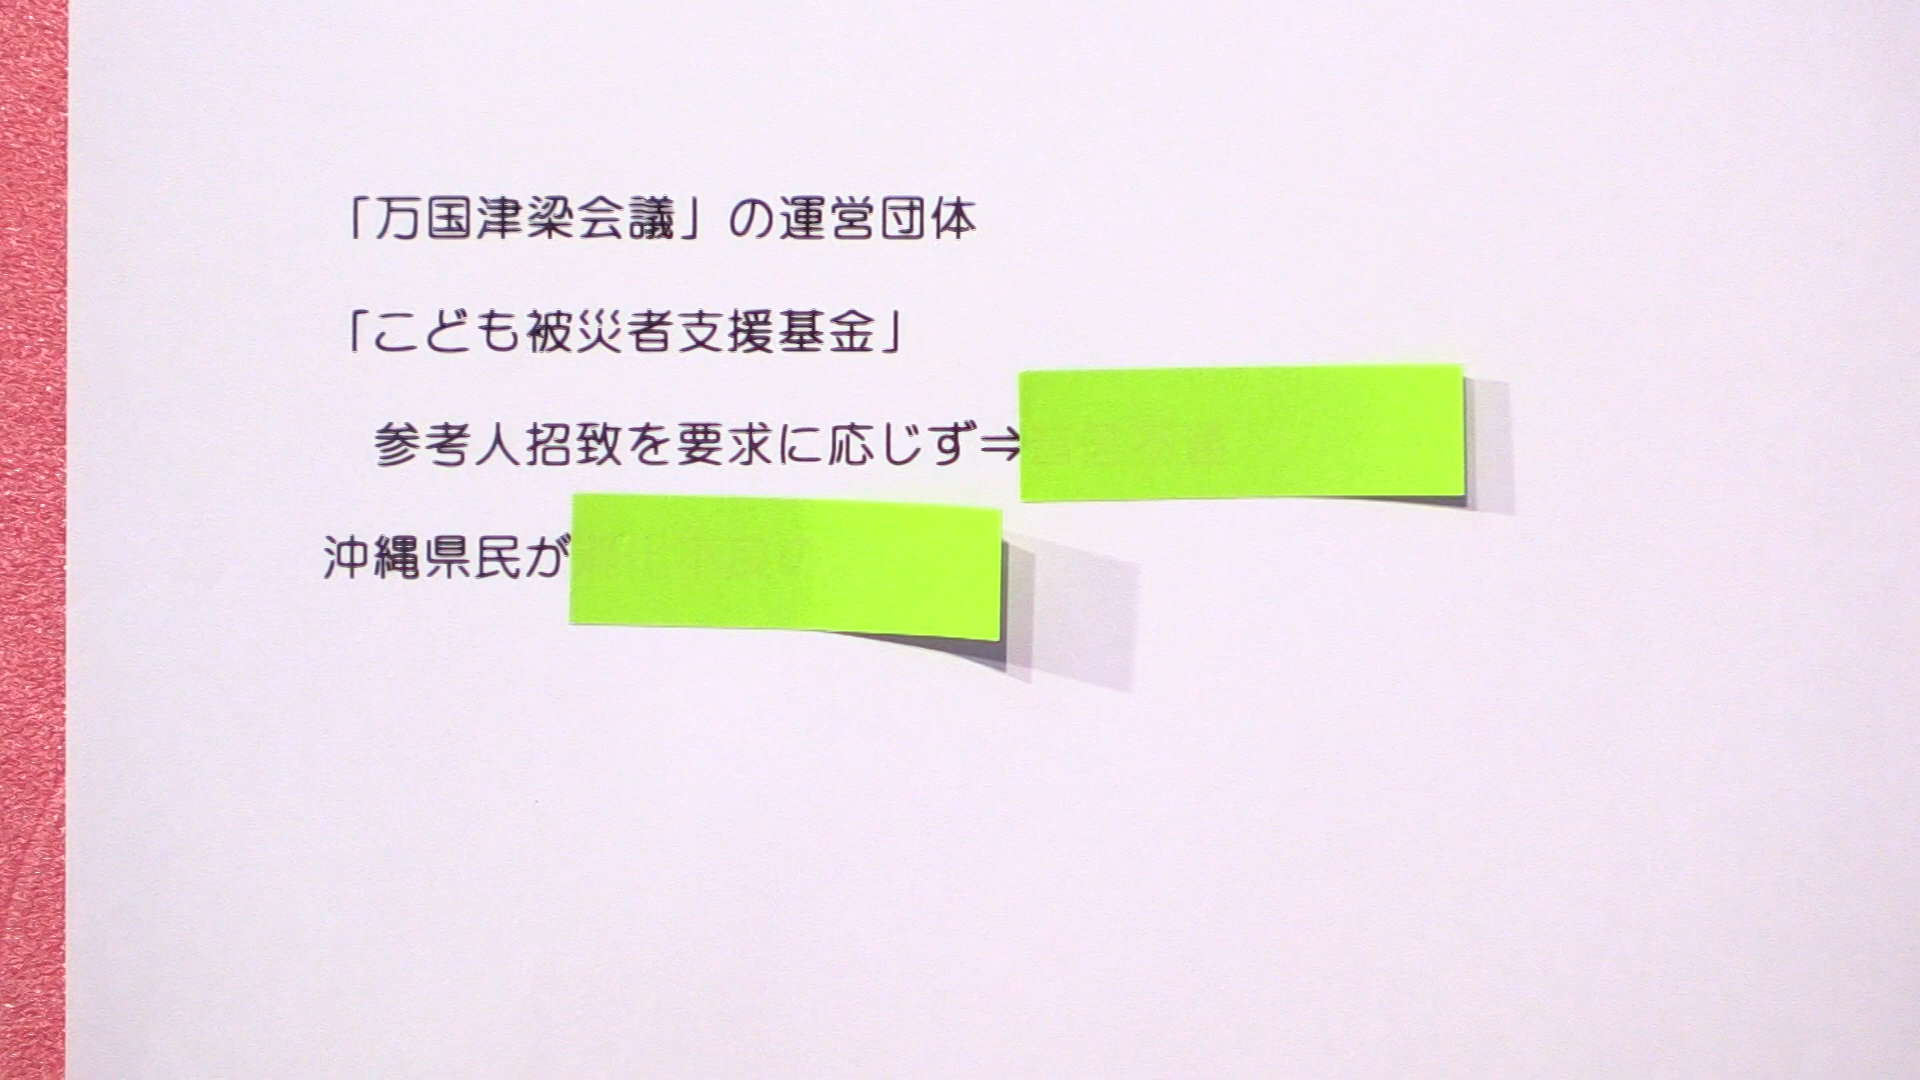 「万国津梁会議」の運営団体
「こども被災者支援基金」
参考人招致を要求に応じず⇒
沖縄県民が